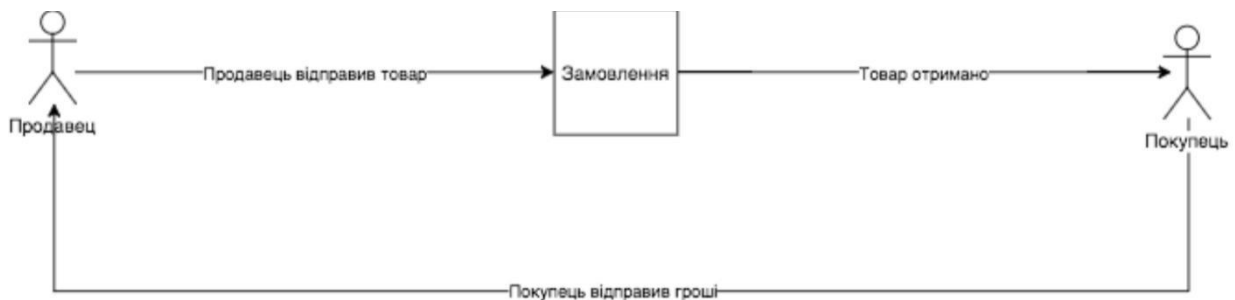 Продавець відправив товар
Замовлення
Товар отримано
Продавец
Покупець
Покупець відправив гроші